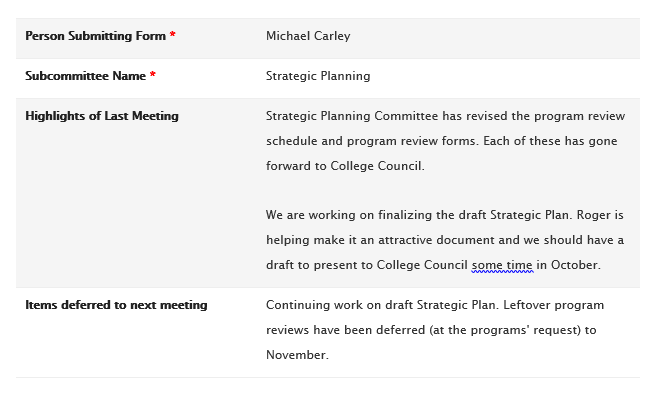 Person Submitting Form * Michael Carley
Subcommittee Name * Strategic Planning
Highlights of Last Meeting Strategic Planning Committee has revised the program review
schedule and program review forms. Each of these has gone
forward to College Council.
We are working on finalizing the draft Strategic Plan. Roger is
helping make it an attractive document and we should have a
draft to present to College Council some time in October.
Items deferred to next meeting Continuing work on draft Strategic Plan. Leftover program
reviews have been deferred (at the programs' request) to
November.